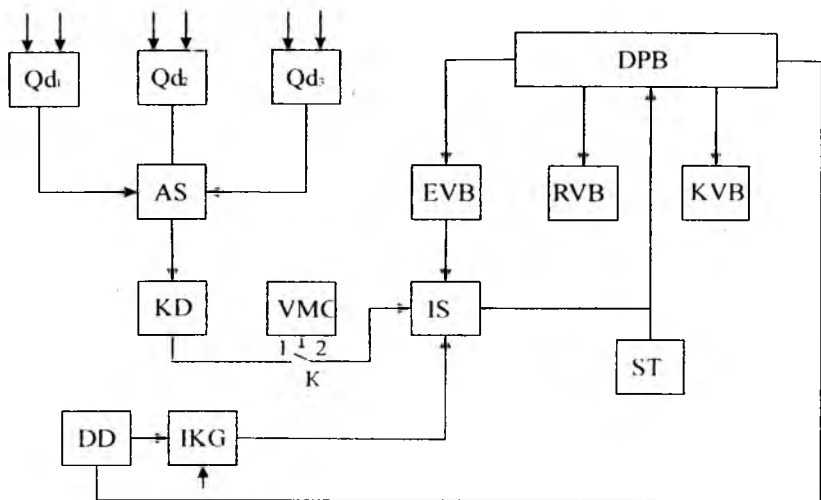 Qd₁ Qd₂ Qd₃ DPB
AS EVB RVB KVB
KD VMC IS
1 2
K
ST
DD IKG